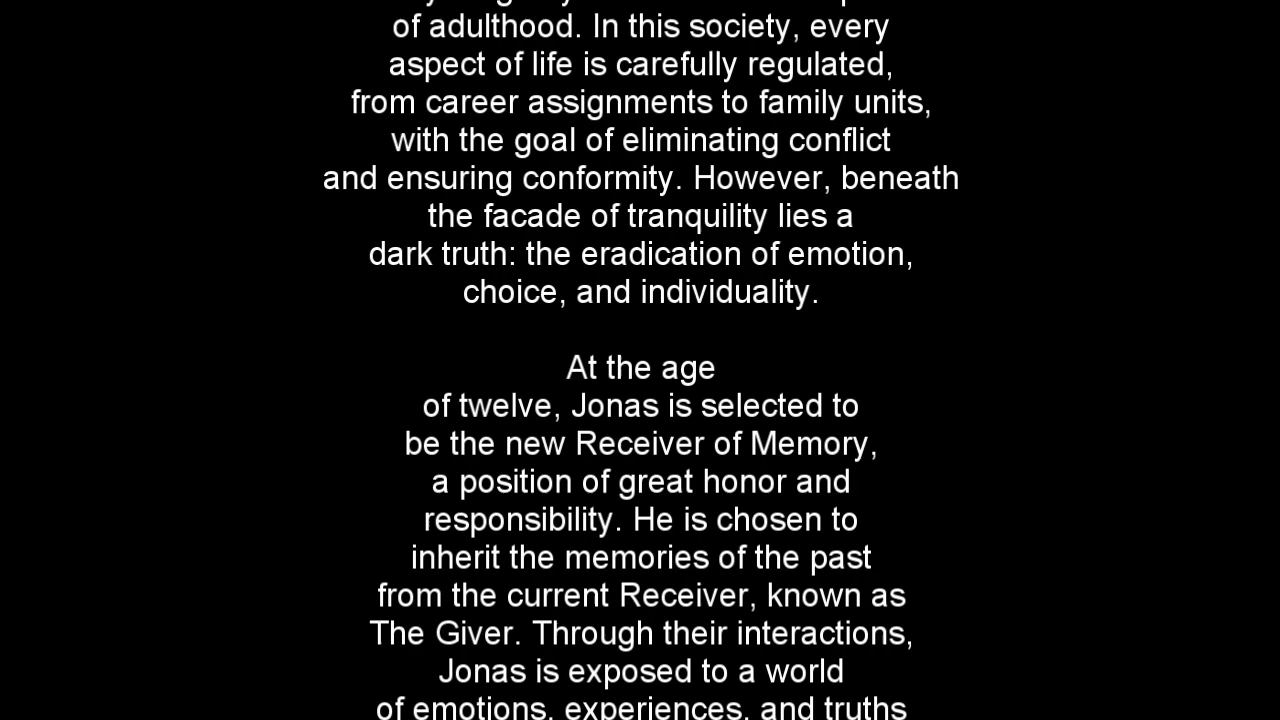 of adulthood. In this society, every
aspect of life is carefully regulated,
from career assignments to family units,
with the goal of eliminating conflict
and ensuring conformity. However, beneath
the facade of tranquility lies a
dark truth: the eradication of emotion,
choice, and individuality.
At the age
of twelve, Jonas is selected to
be the new Receiver of Memory,
a position of great honor and
responsibility. He is chosen to
inherit the memories of the past
from the current Receiver, known as
The Giver. Through their interactions,
Jonas is exposed to a world
of emotions, experiences, and truths